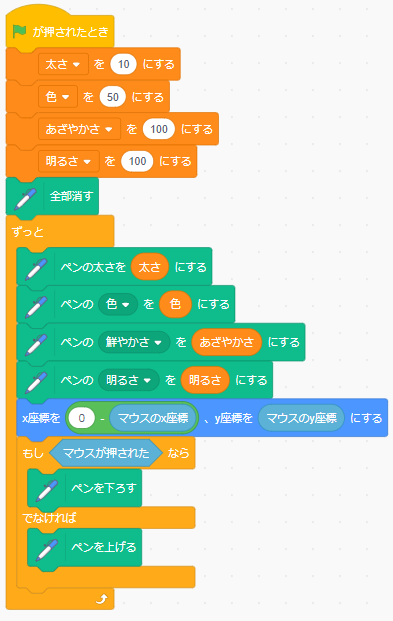 が押されたとき
太さ を 10 にする
色 を 50 にする
あざやかさ を 100 にする
明るさ を 100 にする
全部消す
ずっと
ペンの太さを 太さ にする
ペンの 色 を 色 にする
ペンの 鮮やかさ を あざやかさ にする
ペンの 明るさ を 明るさ にする
x座標を 0 - マウスのx座標 、y座標を マウスのy座標 にする
もし マウスが押された なら
ペンを下ろす
でなければ
ペンを上げる